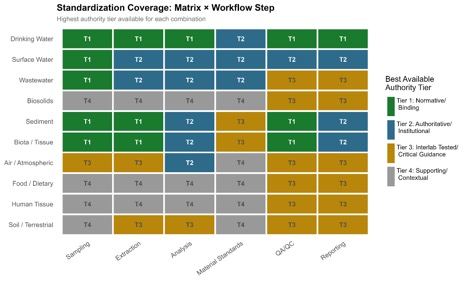 Standardization Coverage: Matrix × Workflow Step
Highest authority tier available for each combination
Drinking Water T1 T1 T1 T2 T1 T1
Surface Water T1 T2 T2 T2 T2 T2
Wastewater T1 T2 T2 T2 T3 T3
Biosolids T4 T4 T4 T4 T3 T3
Sediment T1 T1 T2 T3 T1 T2
Biota / Tissue T1 T1 T2 T3 T1 T2
Air / Atmospheric T3 T3 T2 T4 T3 T3
Food / Dietary T4 T4 T4 T4 T3 T3
Human Tissue T4 T4 T4 T4 T3 T3
Soil / Terrestrial T4 T3 T3 T4 T3 T3
Sampling Extraction Analysis Material Standards QA/QC Reporting
Best Available
Authority Tier
Tier 1: Normative/
Binding
Tier 2: Authoritative/
Institutional
Tier 3: Interlab Tested/
Critical Guidance
Tier 4: Supporting/
Contextual